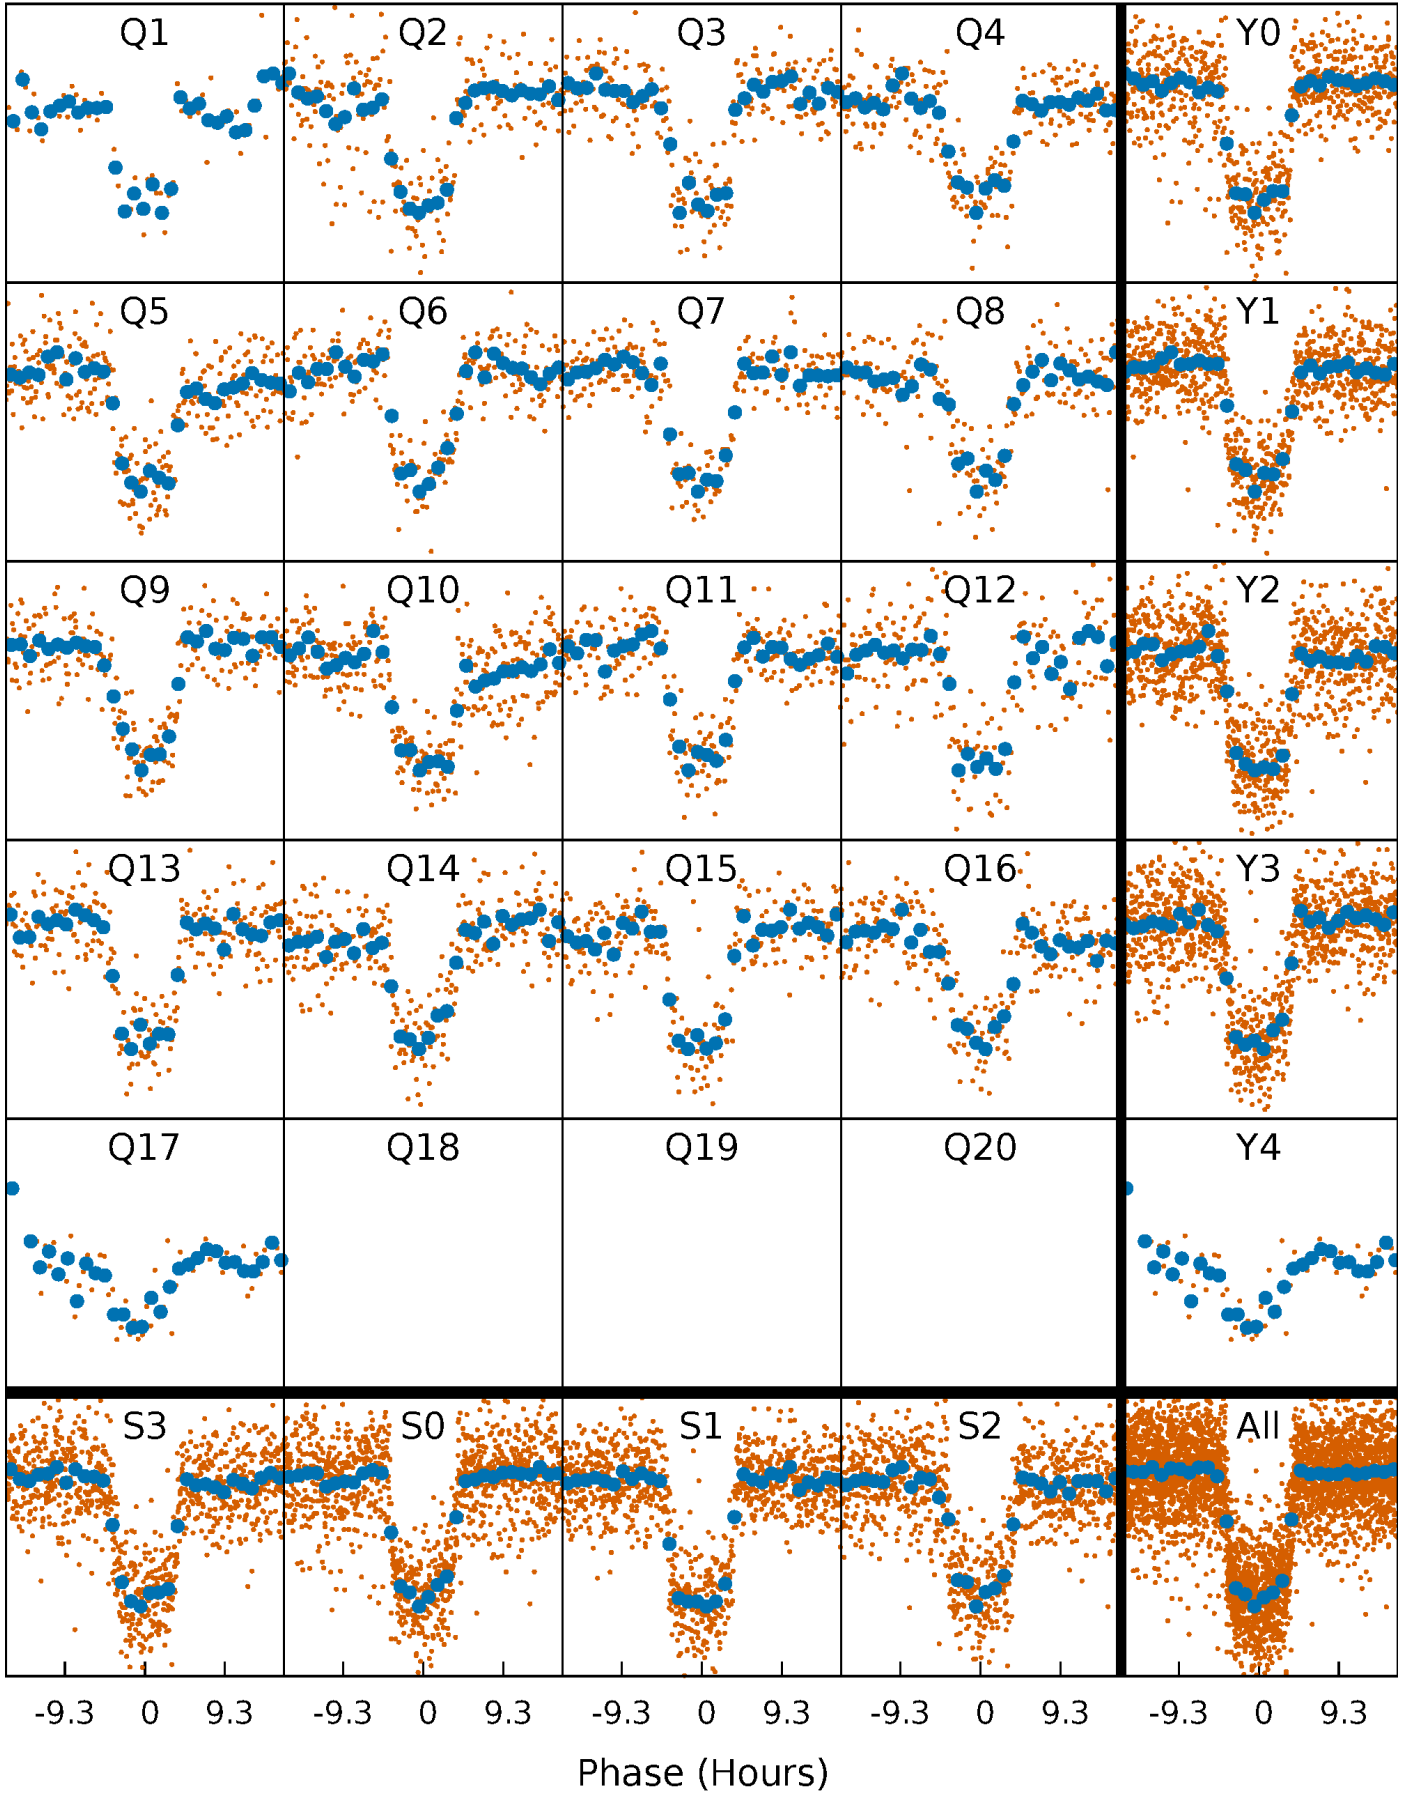 Q1 Q2 Q3 Q4 Y0
Q5 Q6 Q7 Q8 Y1
Q9 Q10 Q11 Q12 Y2
Q13 Q14 Q15 Q16 Y3
Q17 Q18 Q19 Q20 Y4
S3 S0 S1 S2 All
-9.3 0 9.3 -9.3 0 9.3 -9.3 0 9.3 -9.3 0 9.3 -9.3 0 9.3
Phase (Hours)